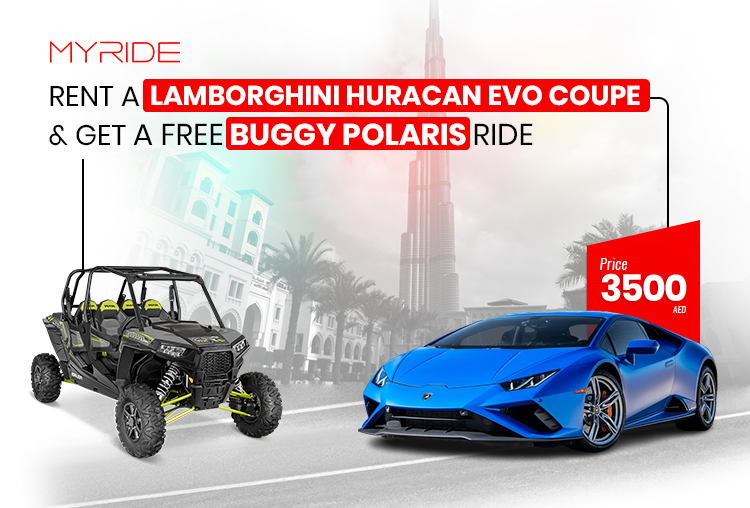 MYRIDE
RENT A LAMBORGHINI HURACAN EVO COUPE
& GET A FREE BUGGY POLARIS RIDE
Price
3500
AED